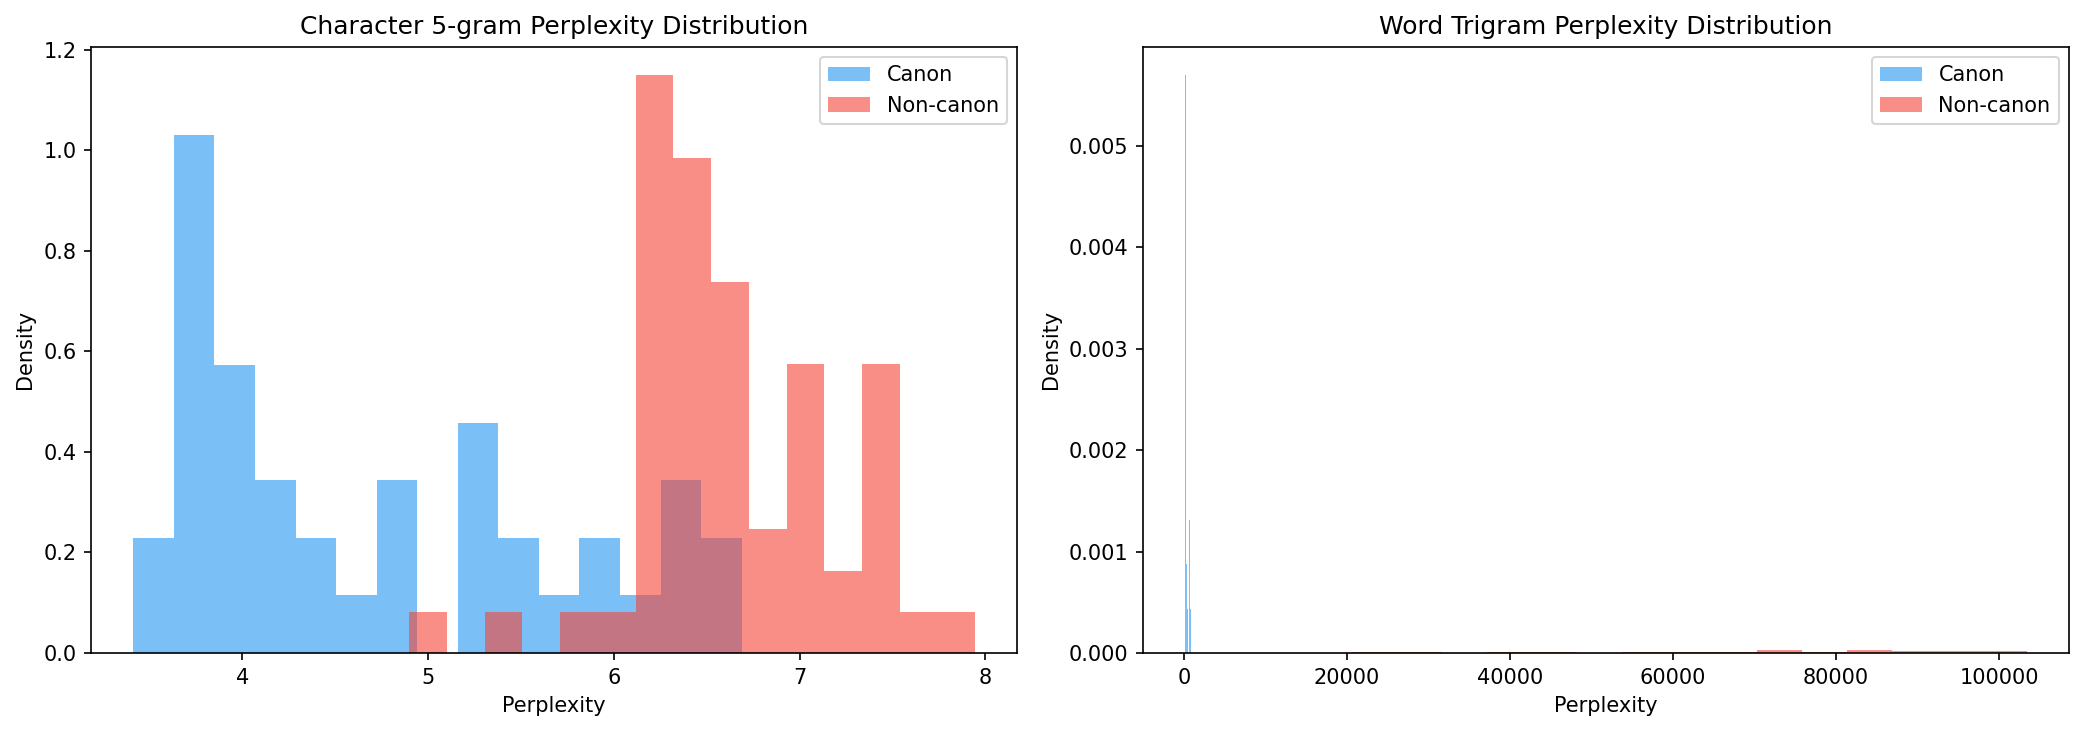 Character 5-gram Perplexity Distribution
Canon
Non-canon
Density
1.2
1.0
0.8
0.6
0.4
0.2
0.0
4 5 6 7 8
Perplexity
Word Trigram Perplexity Distribution
Canon
Non-canon
Density
0.005
0.004
0.003
0.002
0.001
0.000
0 20000 40000 60000 80000 100000
Perplexity